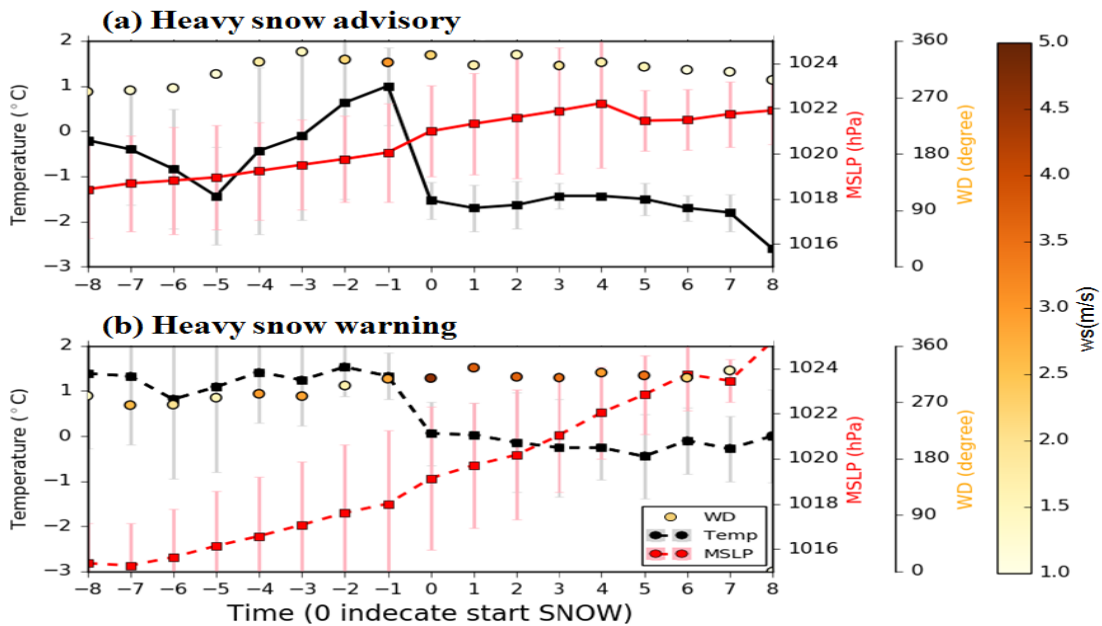 (a) Heavy snow advisory
2
1
0
−1
−2
−3
Temperature (°C)
−8 −7 −6 −5 −4 −3 −2 −1 0 1 2 3 4 5 6 7 8
1024
1022
1020
1018
1016
MSLP (hPa)
360
270
180
90
0
WD (degree)
(b) Heavy snow warning
2
1
0
−1
−2
−3
Temperature (°C)
−8 −7 −6 −5 −4 −3 −2 −1 0 1 2 3 4 5 6 7 8
Time (0 indecate start SNOW)
WD
Temp
MSLP
1024
1022
1020
1018
1016
MSLP (hPa)
360
270
180
90
0
WD (degree)
5.0
4.5
4.0
3.5
3.0
2.5
2.0
1.5
1.0
ws(m/s)